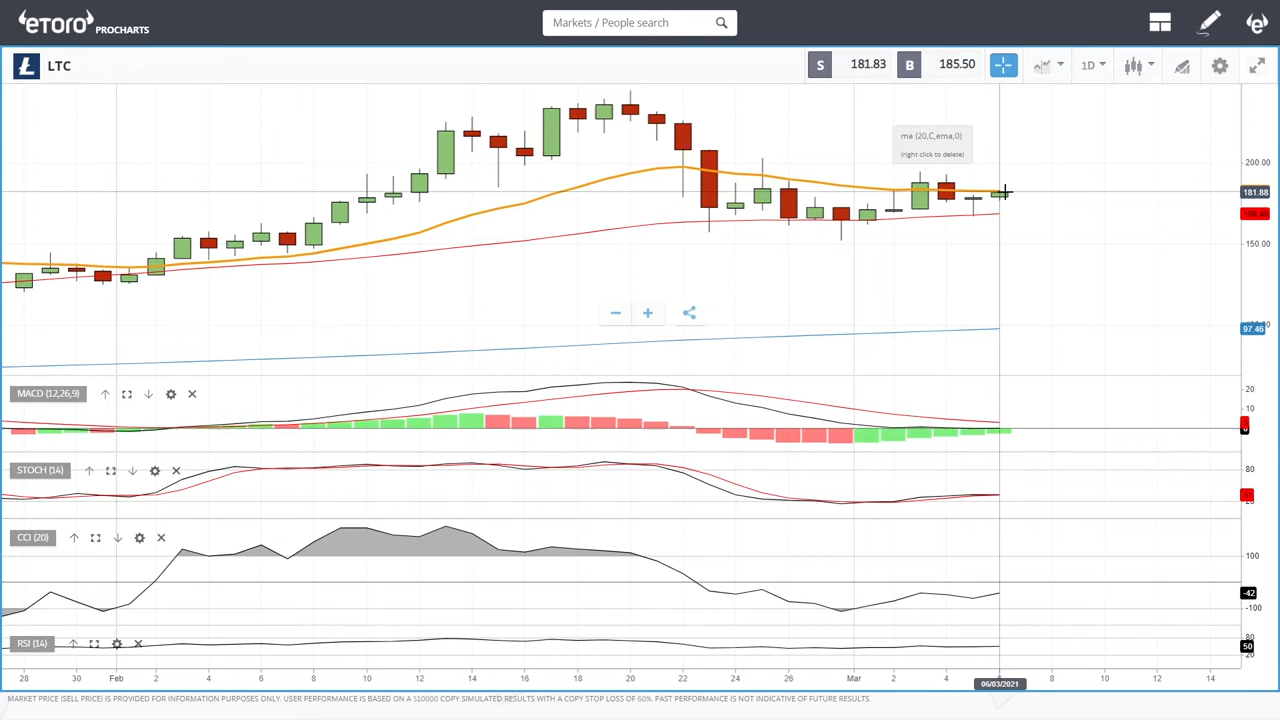 etoro PROCHARTS
Markets / People search
LTC
S 181.83 B 185.50
1D
ma (20,C,ema,0)
(right click to delete)
200.00
181.88
150.00
97.46
MACD (12,26,9)
20
10
0
STOCH (14)
80
20
CCI (20)
100
-42
-100
RSI (14)
80
50
20
28 30 Feb 2 4 6 8 10 12 14 16 18 20 22 24 26 Mar 2 4 6 8 10 12 14
06/03/2021
MARKET PRICE (SELL PRICE) IS PROVIDED FOR INFORMATION PURPOSES ONLY. USER PERFORMANCE IS BASED ON A $10000 COPY SIMULATED RESULTS WITH A COPY STOP LOSS OF 60%. PAST PERFORMANCE IS NOT INDICATIVE OF FUTURE RESULTS.